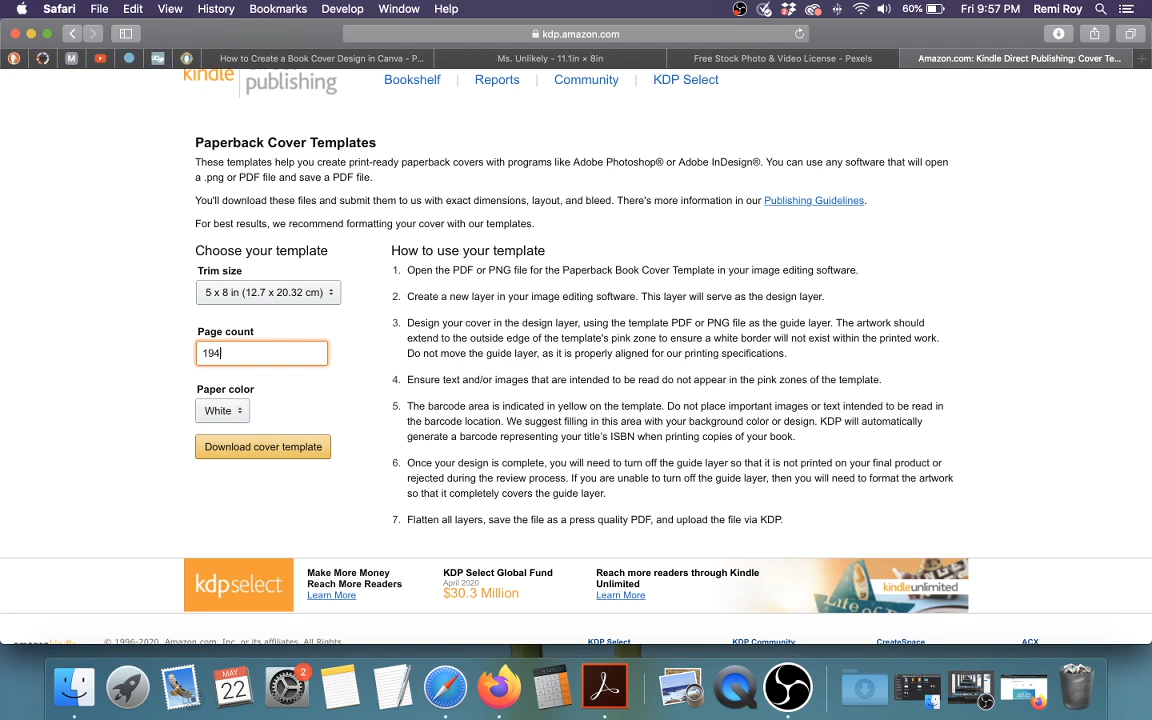 Safari File Edit View History Bookmarks Develop Window Help 60% Fri 9:57 PM Remi Roy
kdp.amazon.com
How to Create a Book Cover Design in Canva - P... Ms. Unlikely - 11.1in × 8in Free Stock Photo & Video License - Pexels Amazon.com: Kindle Direct Publishing: Cover Te...
kindle publishing Bookshelf Reports Community KDP Select
Paperback Cover Templates
These templates help you create print-ready paperback covers with programs like Adobe Photoshop® or Adobe InDesign®. You can use any software that will open
a .png or PDF file and save a PDF file.
You'll download these files and submit them to us with exact dimensions, layout, and bleed. There's more information in our Publishing Guidelines.
For best results, we recommend formatting your cover with our templates.
Choose your template
Trim size
5 x 8 in (12.7 x 20.32 cm)
Page count
194
Paper color
White
Download cover template
How to use your template
1. Open the PDF or PNG file for the Paperback Book Cover Template in your image editing software.
2. Create a new layer in your image editing software. This layer will serve as the design layer.
3. Design your cover in the design layer, using the template PDF or PNG file as the guide layer. The artwork should
extend to the outside edge of the template's pink zone to ensure a white border will not exist within the printed work.
Do not move the guide layer, as it is properly aligned for our printing specifications.
4. Ensure text and/or images that are intended to be read do not appear in the pink zones of the template.
5. The barcode area is indicated in yellow on the template. Do not place important images or text intended to be read in
the barcode location. We suggest filling in this area with your background color or design. KDP will automatically
generate a barcode representing your title's ISBN when printing copies of your book.
6. Once your design is complete, you will need to turn off the guide layer so that it is not printed on your final product or
rejected during the review process. If you are unable to turn off the guide layer, then you will need to format the artwork
so that it completely covers the guide layer.
7. Flatten all layers, save the file as a press quality PDF, and upload the file via KDP.
kdpselect
Make More Money
Reach More Readers
Learn More
KDP Select Global Fund
April 2020
$30.3 Million
Reach more readers through Kindle
Unlimited
Learn More
kindleunlimited
© 1996-2020, Amazon.com, Inc. or its affiliates. All Rights KDP Select KDP Community CreateSpace ACX
MAY
22
2